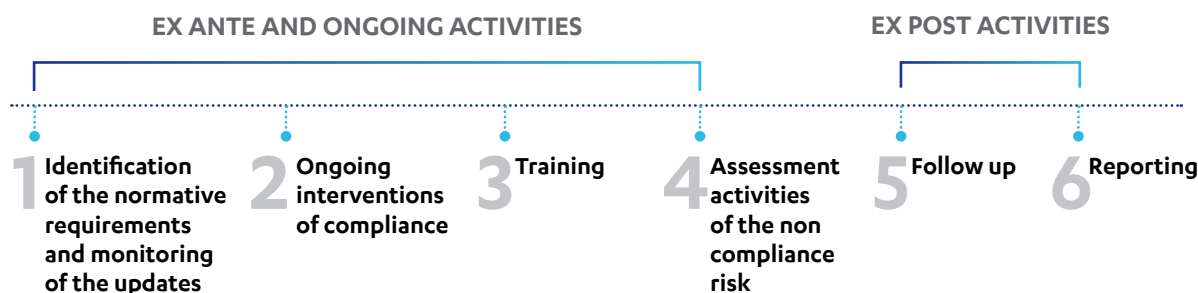 EX ANTE AND ONGOING ACTIVITIES
EX POST ACTIVITIES
1 Identification
of the normative
requirements
and monitoring
of the updates
2 Ongoing
interventions
of compliance
3 Training
4 Assessment
activities
of the non
compliance
risk
5 Follow up
6 Reporting